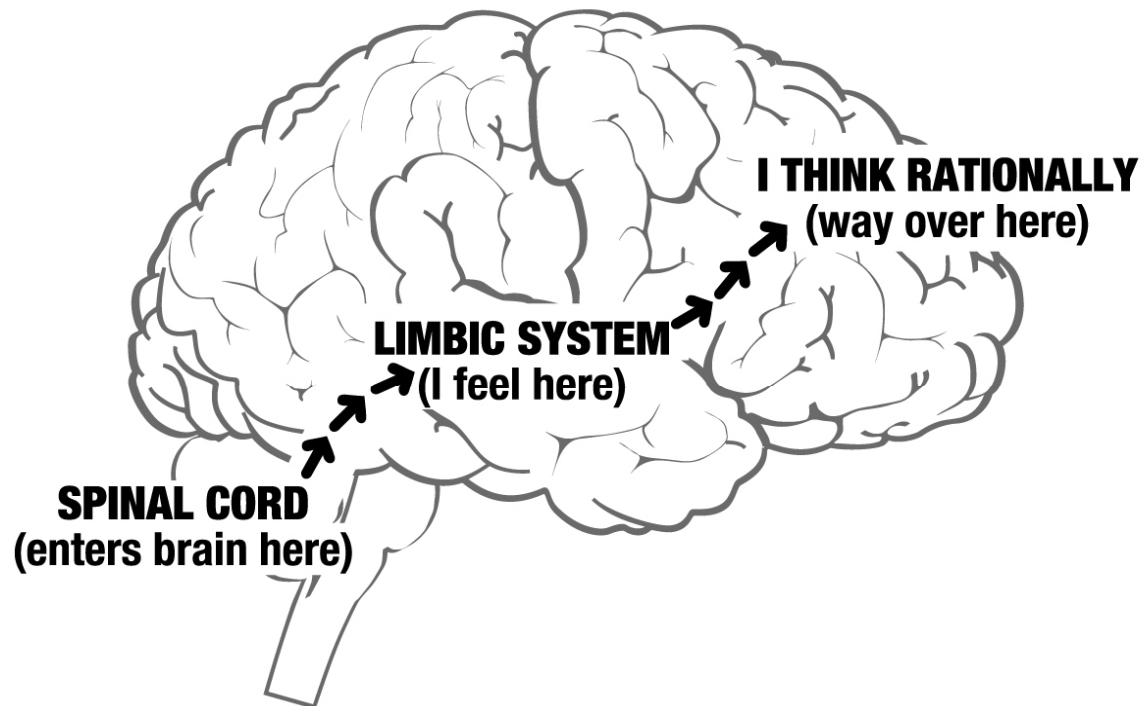 I THINK RATIONALLY
(way over here)
LIMBIC SYSTEM
(I feel here)
SPINAL CORD
(enters brain here)